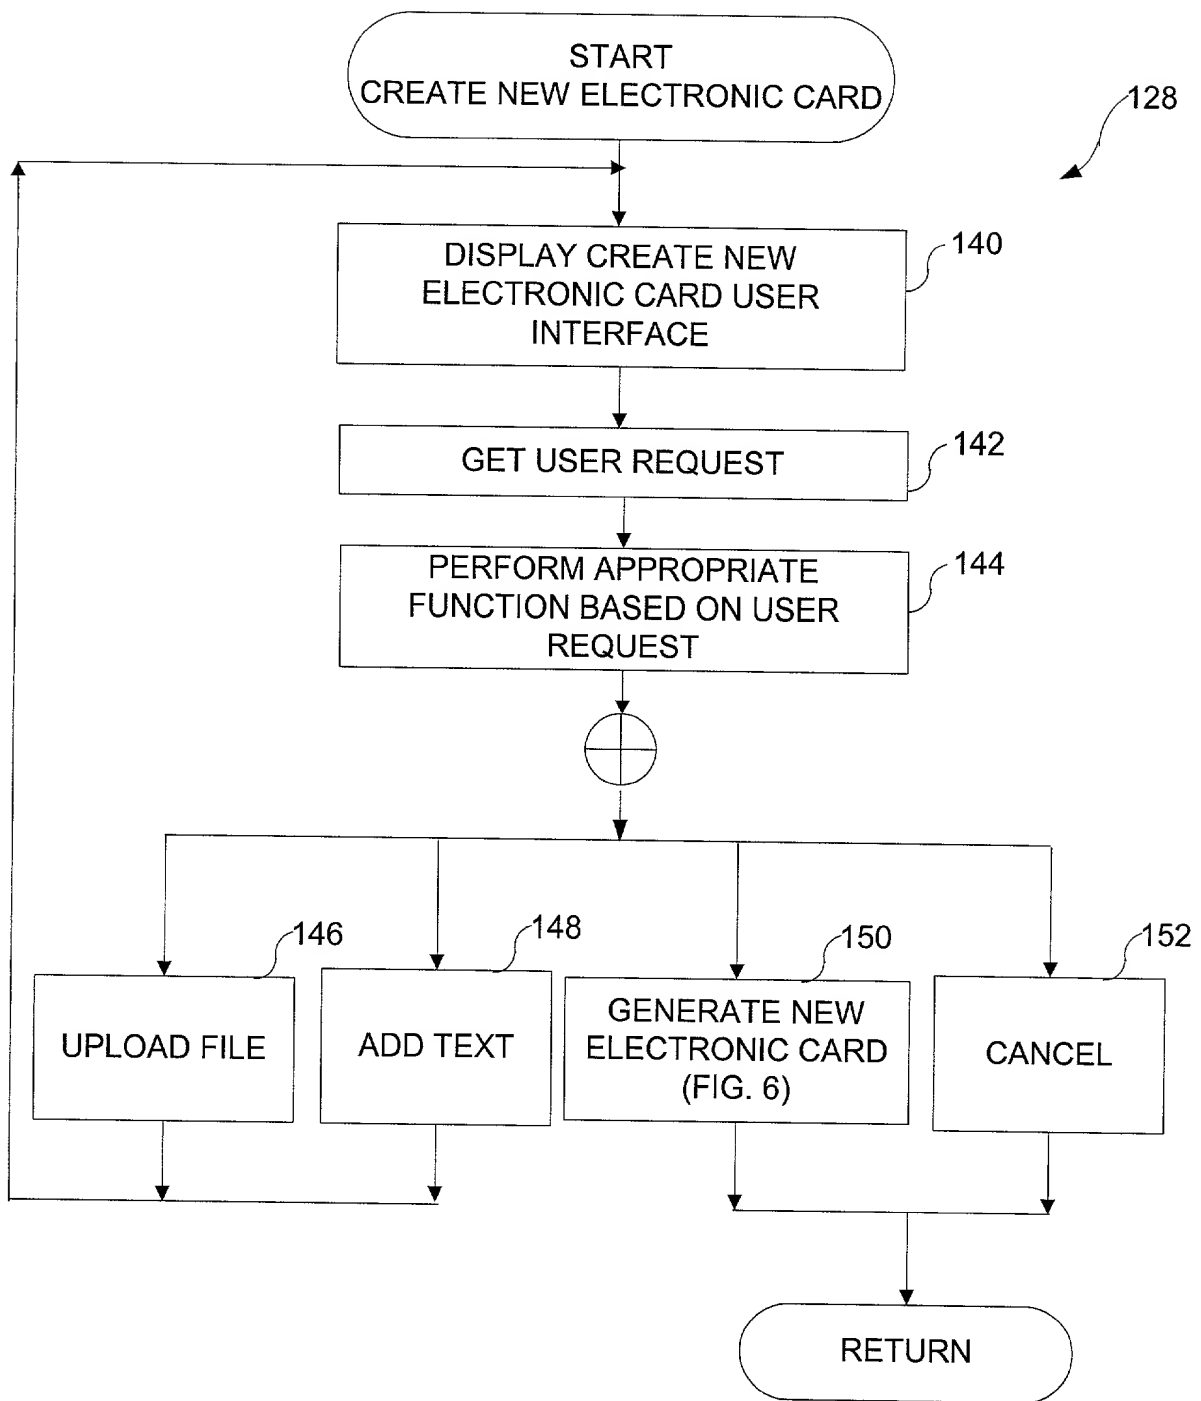 START
CREATE NEW ELECTRONIC CARD
128
DISPLAY CREATE NEW
ELECTRONIC CARD USER
INTERFACE
140
GET USER REQUEST
142
PERFORM APPROPRIATE
FUNCTION BASED ON USER
REQUEST
144
146
UPLOAD FILE
148
ADD TEXT
150
GENERATE NEW
ELECTRONIC CARD
(FIG. 6)
152
CANCEL
RETURN